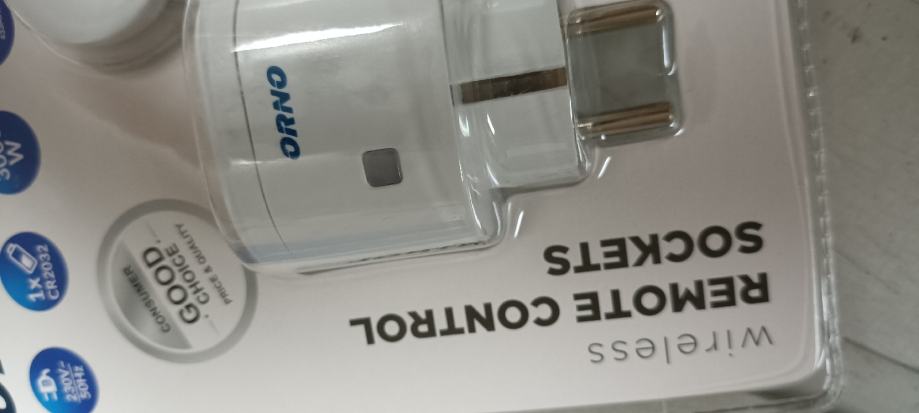 wireless
REMOTE CONTROL
SOCKETS
ORNO
CONSUMER
GOOD
CHOICE
PRICE & QUALITY
W
1x
CR2032
230V~
50Hz